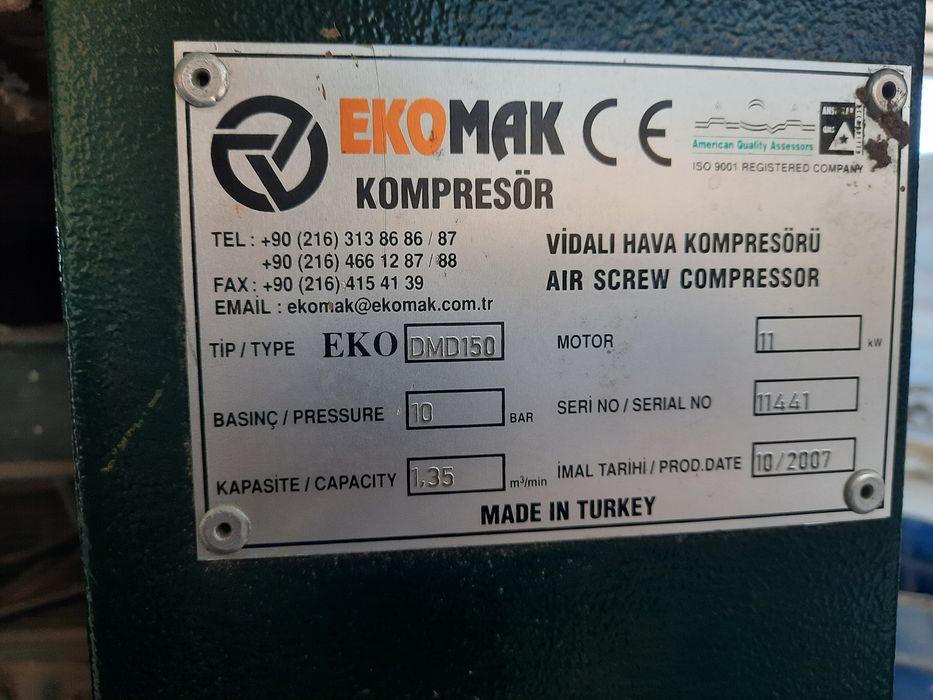 EKOMAK CE
KOMPRESÖR
American Quality Assessors
ISO 9001 REGISTERED COMPANY
TEL : +90 (216) 313 86 86 / 87
+90 (216) 466 12 87 / 88
FAX : +90 (216) 415 41 39
EMAIL : ekomak@ekomak.com.tr
VİDALI HAVA KOMPRESÖRÜ
AIR SCREW COMPRESSOR
TİP / TYPE EKO DMD150
MOTOR 11 kW
BASINÇ / PRESSURE 10 BAR
SERİ NO / SERIAL NO 11441
KAPASİTE / CAPACITY 1,35 m³/min
İMAL TARİHİ / PROD.DATE 10/2007
MADE IN TURKEY